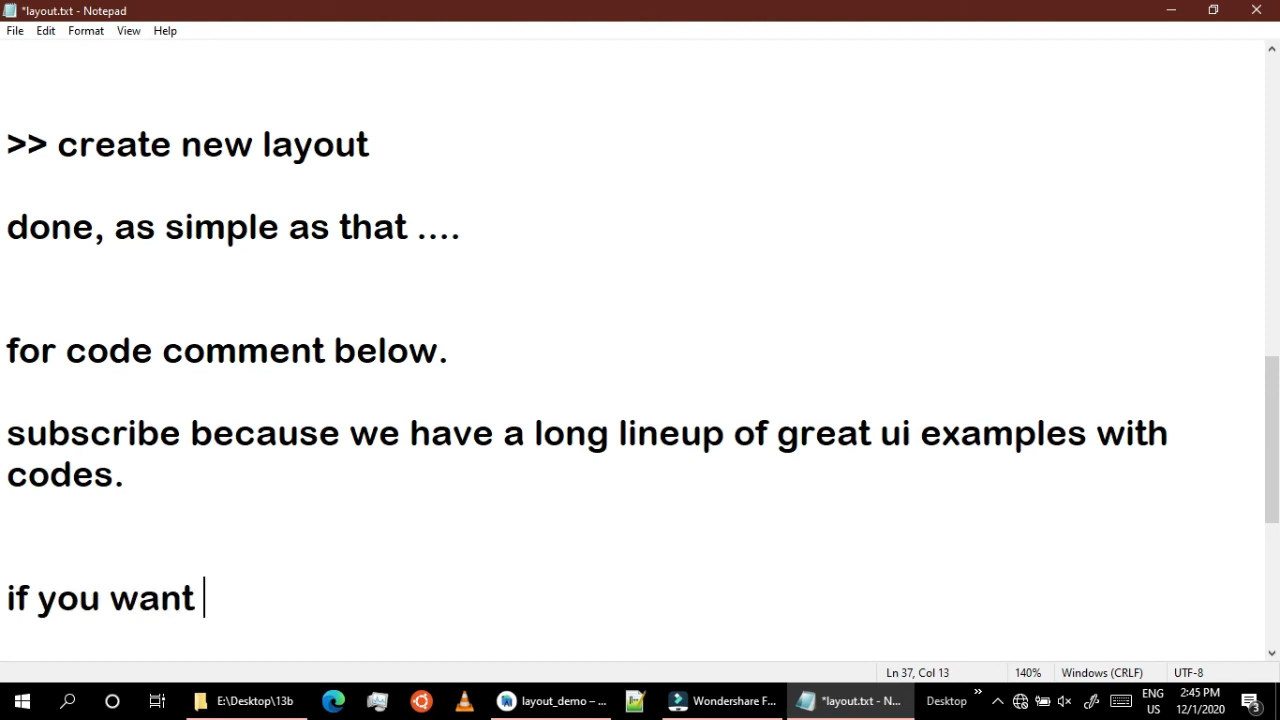 *layout.txt - Notepad
File Edit Format View Help
>> create new layout
done, as simple as that ....
for code comment below.
subscribe because we have a long lineup of great ui examples with
codes.
if you want
Ln 37, Col 13 140% Windows (CRLF) UTF-8
E:\Desktop\13b layout_demo – ... Wondershare F... *layout.txt - N... Desktop » ENG 2:45 PM
US 12/1/2020 3